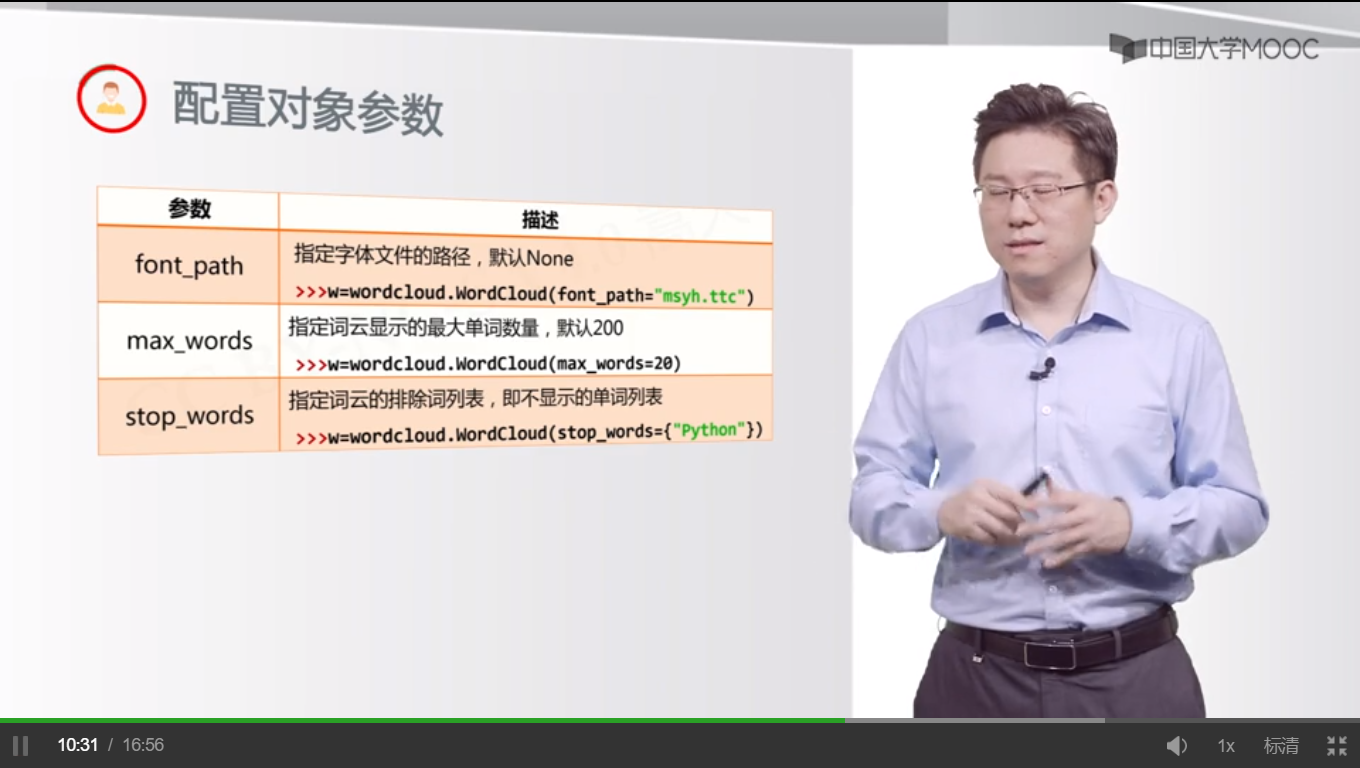 中国大学MOOC
配置对象参数
参数
描述
font_path
指定字体文件的路径，默认None
>>>w=wordcloud.WordCloud(font_path="msyh.ttc")
max_words
指定词云显示的最大单词数量，默认200
>>>w=wordcloud.WordCloud(max_words=20)
stop_words
指定词云的排除词列表，即不显示的单词列表
>>>w=wordcloud.WordCloud(stop_words={"Python"})
10:31 / 16:56
1x
标清